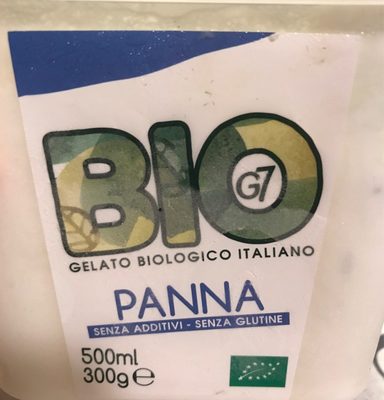 BIO
G7
GELATO BIOLOGICO ITALIANO
PANNA
SENZA ADDITIVI - SENZA GLUTINE
500ml
300g e